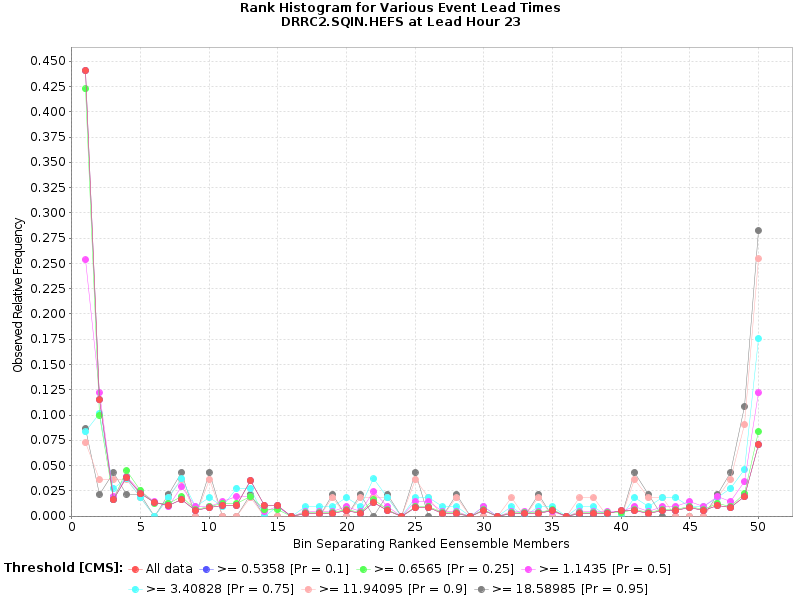 Rank Histogram for Various Event Lead Times
DRRC2.SQIN.HEFS at Lead Hour 23
Observed Relative Frequency
0.450
0.425
0.400
0.375
0.350
0.325
0.300
0.275
0.250
0.225
0.200
0.175
0.150
0.125
0.100
0.075
0.050
0.025
0.000
0 5 10 15 20 25 30 35 40 45 50
Bin Separating Ranked Eensemble Members
Threshold [CMS]: All data >= 0.5358 [Pr = 0.1] >= 0.6565 [Pr = 0.25] >= 1.1435 [Pr = 0.5]
>= 3.40828 [Pr = 0.75] >= 11.94095 [Pr = 0.9] >= 18.58985 [Pr = 0.95]